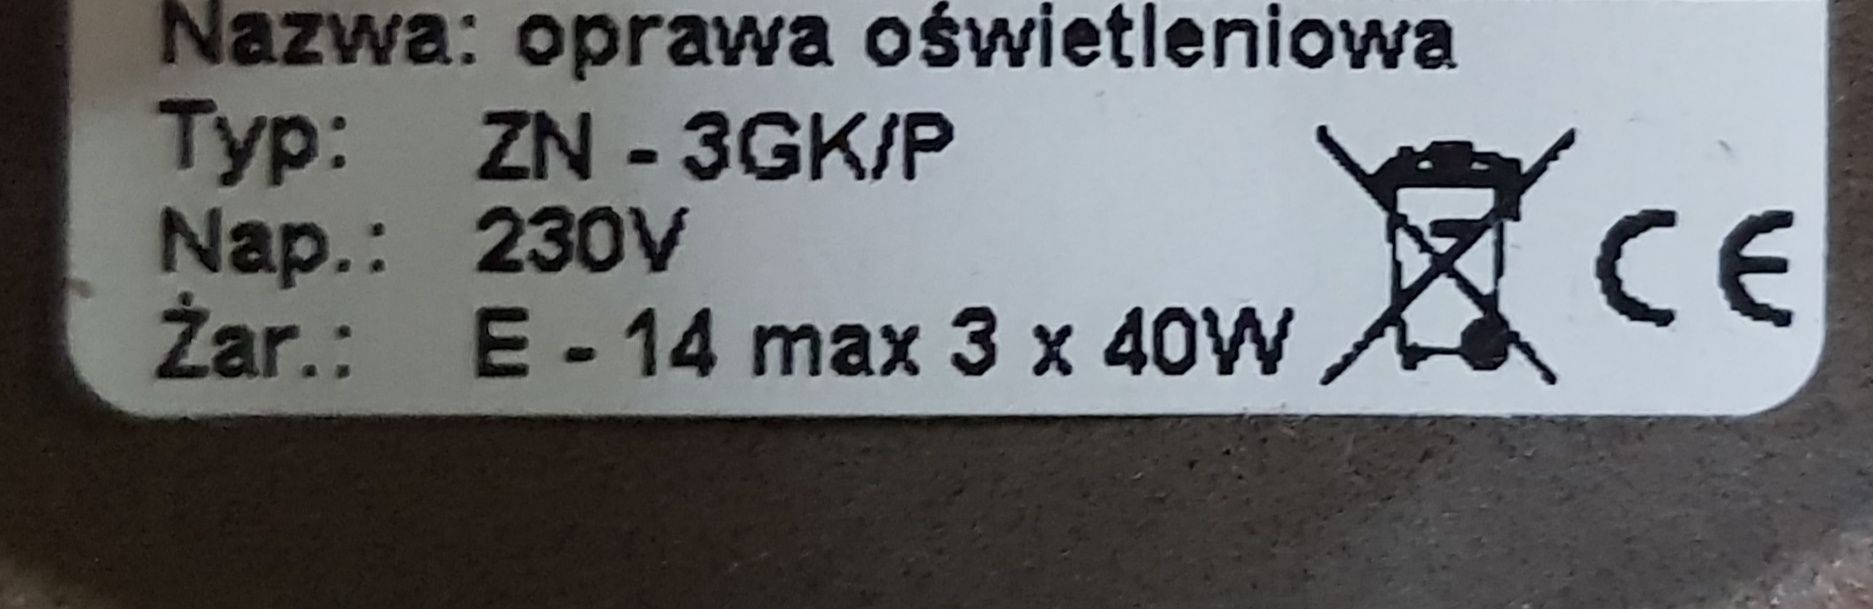 Nazwa: oprawa oświetleniowa
Typ: ZN - 3GK/P
Nap.: 230V
Żar.: E - 14 max 3 x 40W
CE